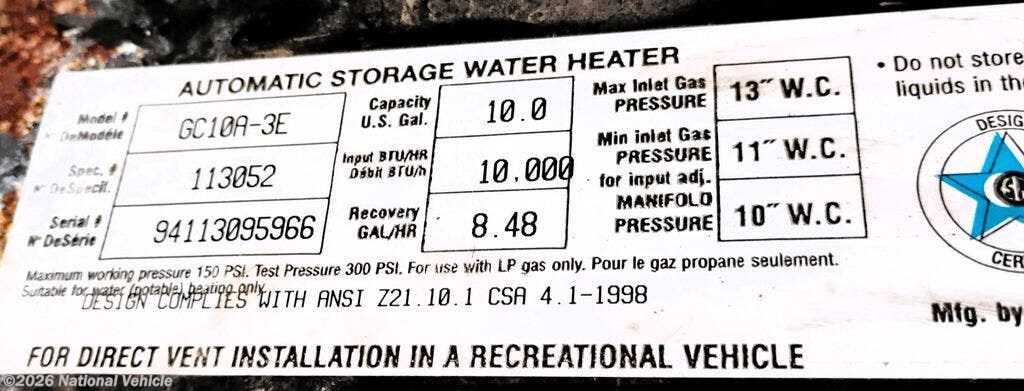 AUTOMATIC STORAGE WATER HEATER
Model #
N° DeModéle
GC10A-3E
Spec. #
N° DeSpecif.
113052
Serial #
N° DeSérie
94113095966
Capacity
U.S. Gal.
10.0
Input BTU/HR
Débit BTU/h
10,000
Recovery
GAL/HR
8.48
Max Inlet Gas
PRESSURE
13″ W.C.
Min inlet Gas
PRESSURE
for input adj.
11″ W.C.
MANIFOLD
PRESSURE
10″ W.C.
• Do not store
liquids in
DESIG
CER
Maximum working pressure 150 PSI. Test Pressure 300 PSI. For use with LP gas only. Pour le gaz propane seulement.
Suitable for water (potable) heating only.
DESIGN COMPLIES WITH ANSI Z21.10.1 CSA 4.1-1998
Mfg. by
FOR DIRECT VENT INSTALLATION IN A RECREATIONAL VEHICLE
©2026 National Vehicle